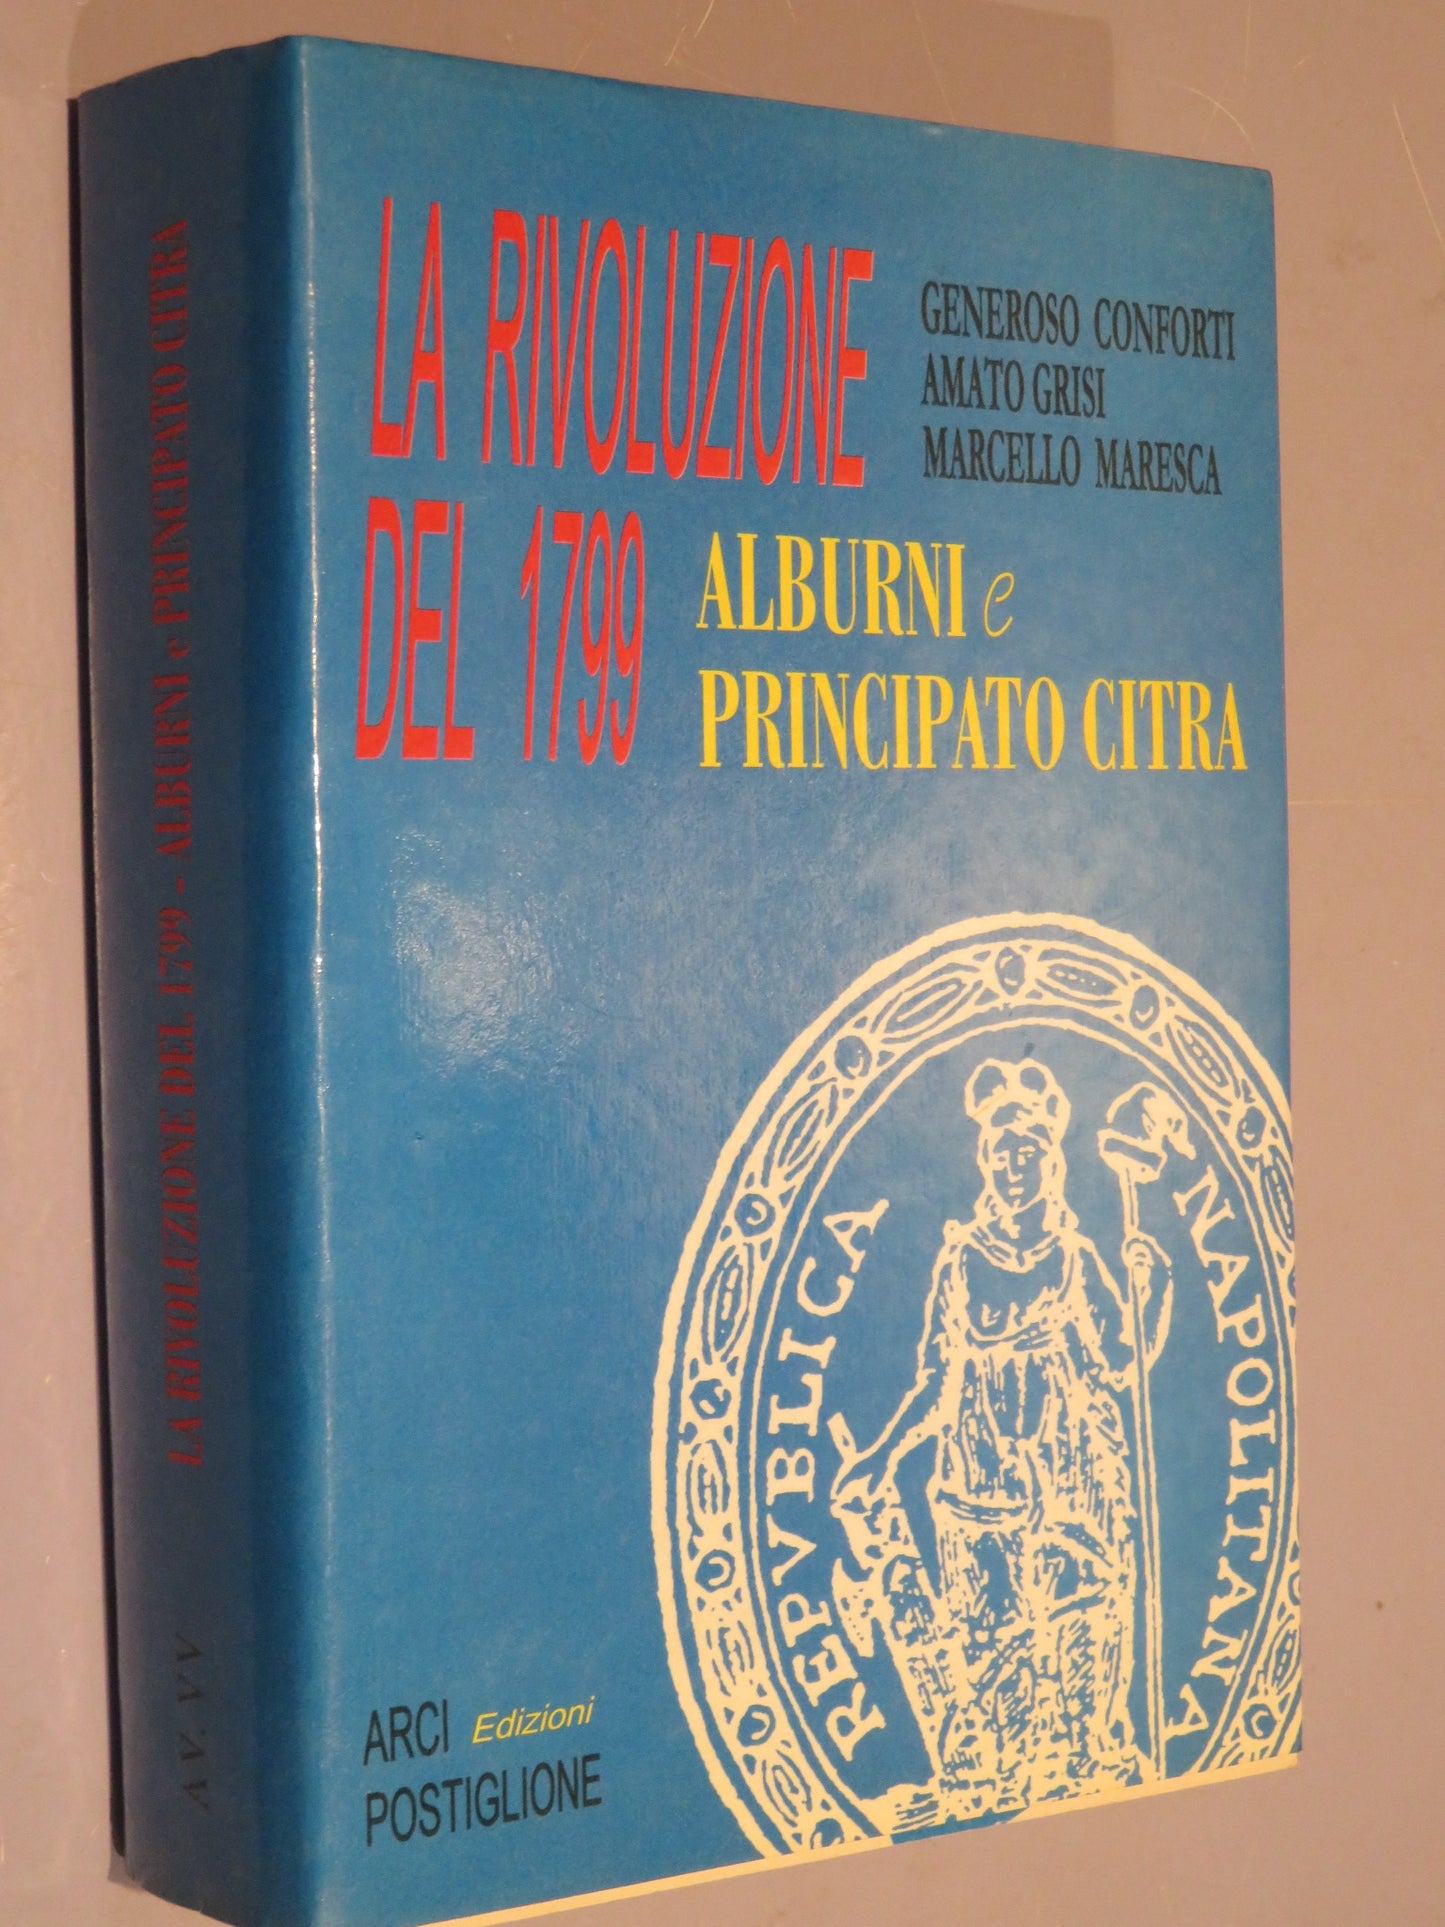 LA RIVOLUZIONE
DEL 1799
GENEROSO CONFORTI
AMATO GRISI
MARCELLO MARESCA
ALBURNI e
PRINCIPATO CITRA
REPVBLICA NAPOLITANA
ARCI Edizioni
POSTIGLIONE
LA RIVOLUZIONE DEL 1799 - ALBURNI e PRINCIPATO CITRA
AV. VV